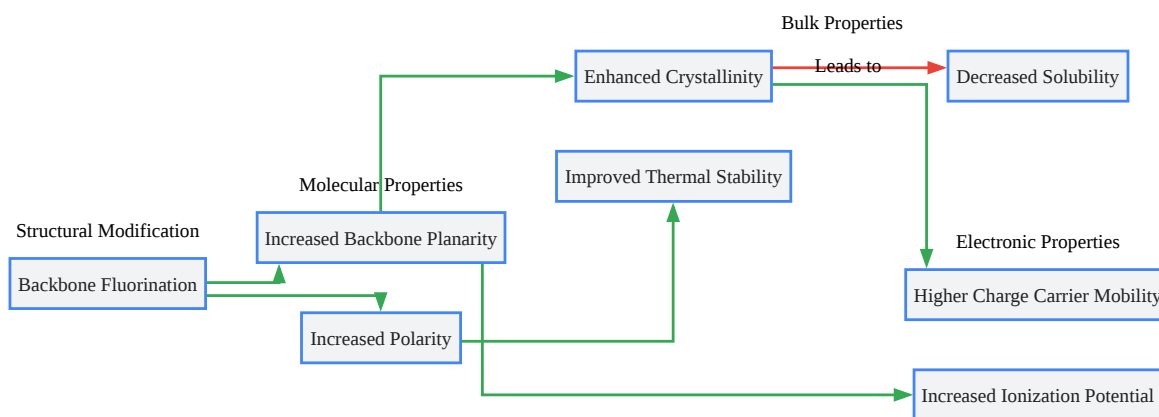 Bulk Properties
Leads to
Enhanced Crystallinity
Decreased Solubility
Improved Thermal Stability
Molecular Properties
Structural Modification
Increased Backbone Planarity
Electronic Properties
Backbone Fluorination
Higher Charge Carrier Mobility
Increased Polarity
Increased Ionization Potential